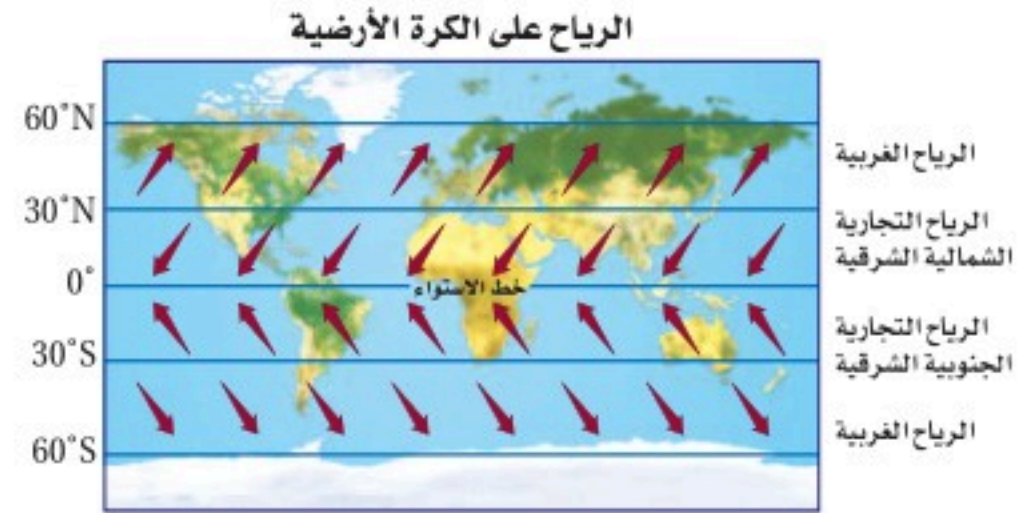 الرياح على الكرة الأرضية
60°N
الرياح الغربية
30°N
الرياح التجارية
الشمالية الشرقية
0°
خط الاستواء
الرياح التجارية
الجنوبية الشرقية
30°S
الرياح الغربية
60°S